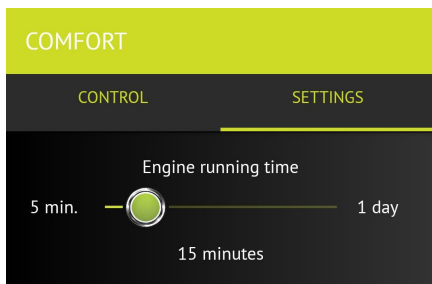 COMFORT
CONTROL SETTINGS
Engine running time
5 min. 1 day
15 minutes